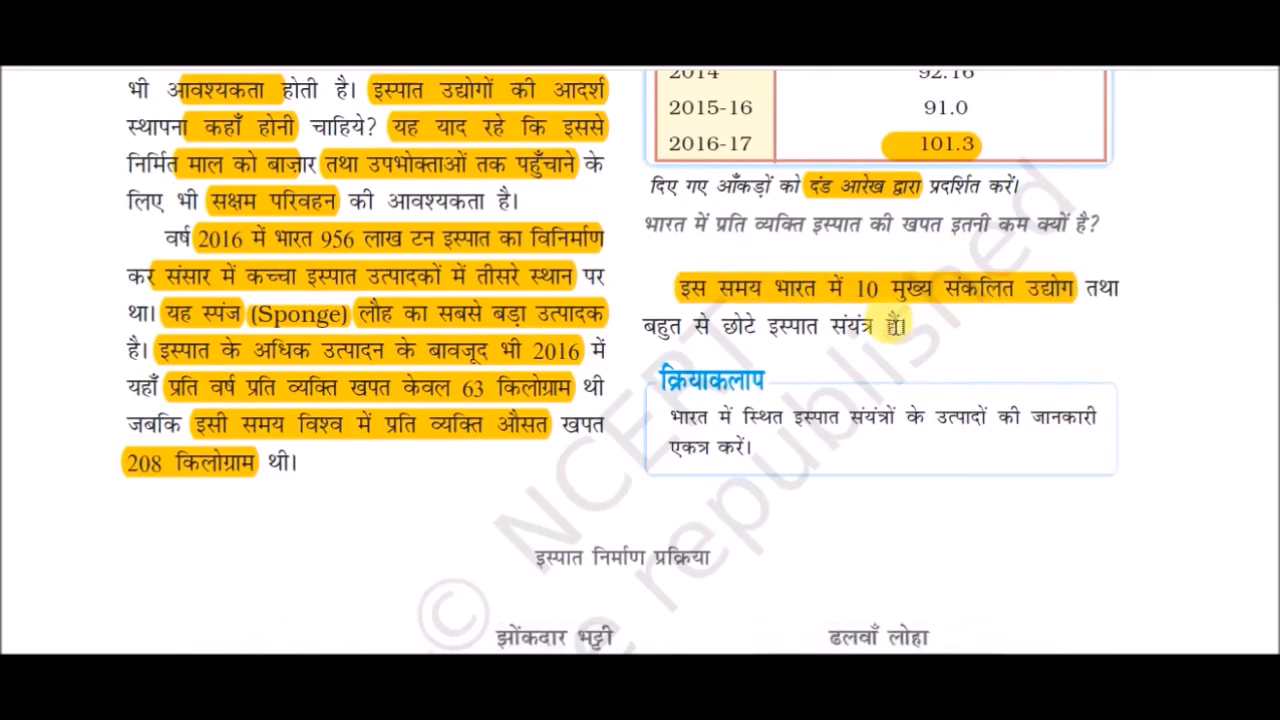 भी आवश्यकता होती है। इस्पात उद्योगों की आदर्श
स्थापना कहाँ होनी चाहिये? यह याद रहे कि इससे
निर्मित माल को बाज़ार तथा उपभोक्ताओं तक पहुँचाने के
लिए भी सक्षम परिवहन की आवश्यकता है।
वर्ष 2016 में भारत 956 लाख टन इस्पात का विनिर्माण
कर संसार में कच्चा इस्पात उत्पादकों में तीसरे स्थान पर
था। यह स्पंज (Sponge) लौह का सबसे बड़ा उत्पादक
है। इस्पात के अधिक उत्पादन के बावजूद भी 2016 में
यहाँ प्रति वर्ष प्रति व्यक्ति खपत केवल 63 किलोग्राम थी
जबकि इसी समय विश्व में प्रति व्यक्ति औसत खपत
208 किलोग्राम थी।
2014 92.16
2015-16 91.0
2016-17 101.3
दिए गए आँकड़ों को दंड आरेख द्वारा प्रदर्शित करें।
भारत में प्रति व्यक्ति इस्पात की खपत इतनी कम क्यों है?
इस समय भारत में 10 मुख्य संकलित उद्योग तथा
बहुत से छोटे इस्पात संयंत्र हैं।
क्रियाकलाप
भारत में स्थित इस्पात संयंत्रों के उत्पादों की जानकारी
एकत्र करें।
इस्पात निर्माण प्रक्रिया
झोंकदार भट्टी ढलवाँ लोहा
© NCERT
be republished